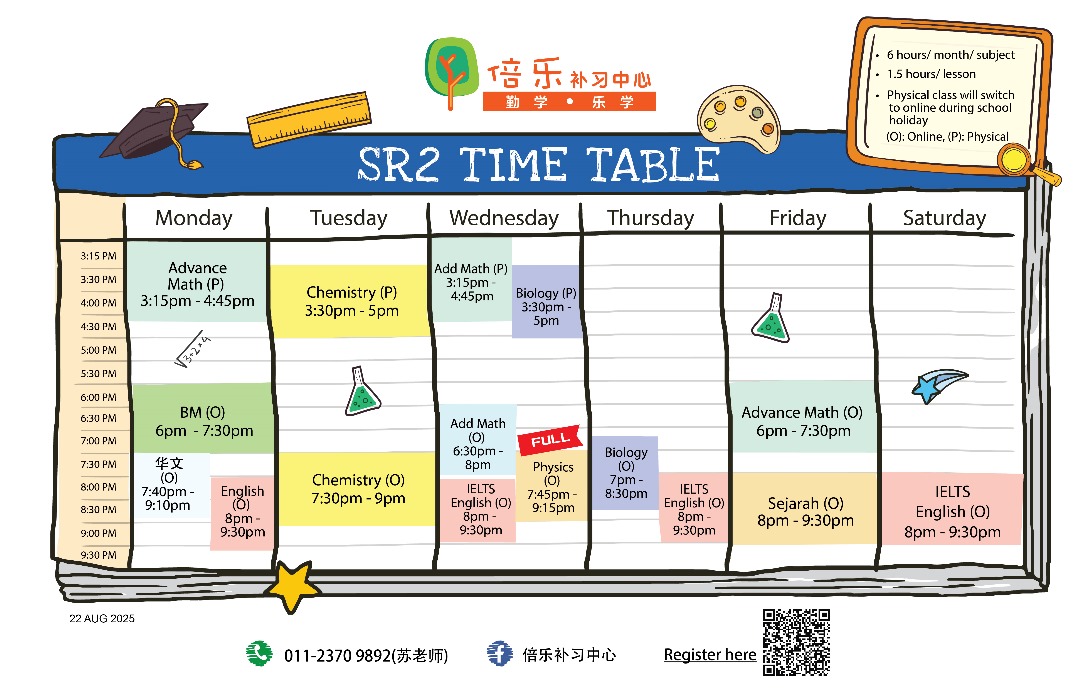 倍乐 补习中心
勤学•乐学
• 6 hours/ month/ subject
• 1.5 hours/ lesson
• Physical class will switch
to online during school
holiday
(O): Online, (P): Physical
SR2 TIME TABLE
Monday Tuesday Wednesday Thursday Friday Saturday
3:15 PM
3:30 PM
4:00 PM
4:30 PM
5:00 PM
5:30 PM
6:00 PM
6:30 PM
7:00 PM
7:30 PM
8:00 PM
8:30 PM
9:00 PM
9:30 PM
Advance
Math (P)
3:15pm - 4:45pm
√3+2×4
BM (O)
6pm - 7:30pm
华文
(O)
7:40pm -
9:10pm
English
(O)
8pm -
9:30pm
Chemistry (P)
3:30pm - 5pm
Chemistry (O)
7:30pm - 9pm
Add Math (P)
3:15pm -
4:45pm
Biology (P)
3:30pm -
5pm
Add Math
(O)
6:30pm -
8pm
FULL
Physics
(O)
7:45pm -
9:15pm
IELTS
English (O)
8pm -
9:30pm
Biology
(O)
7pm -
8:30pm
IELTS
English (O)
8pm -
9:30pm
Advance Math (O)
6pm - 7:30pm
Sejarah (O)
8pm - 9:30pm
IELTS
English (O)
8pm - 9:30pm
22 AUG 2025
011-2370 9892(苏老师)
倍乐补习中心
Register here